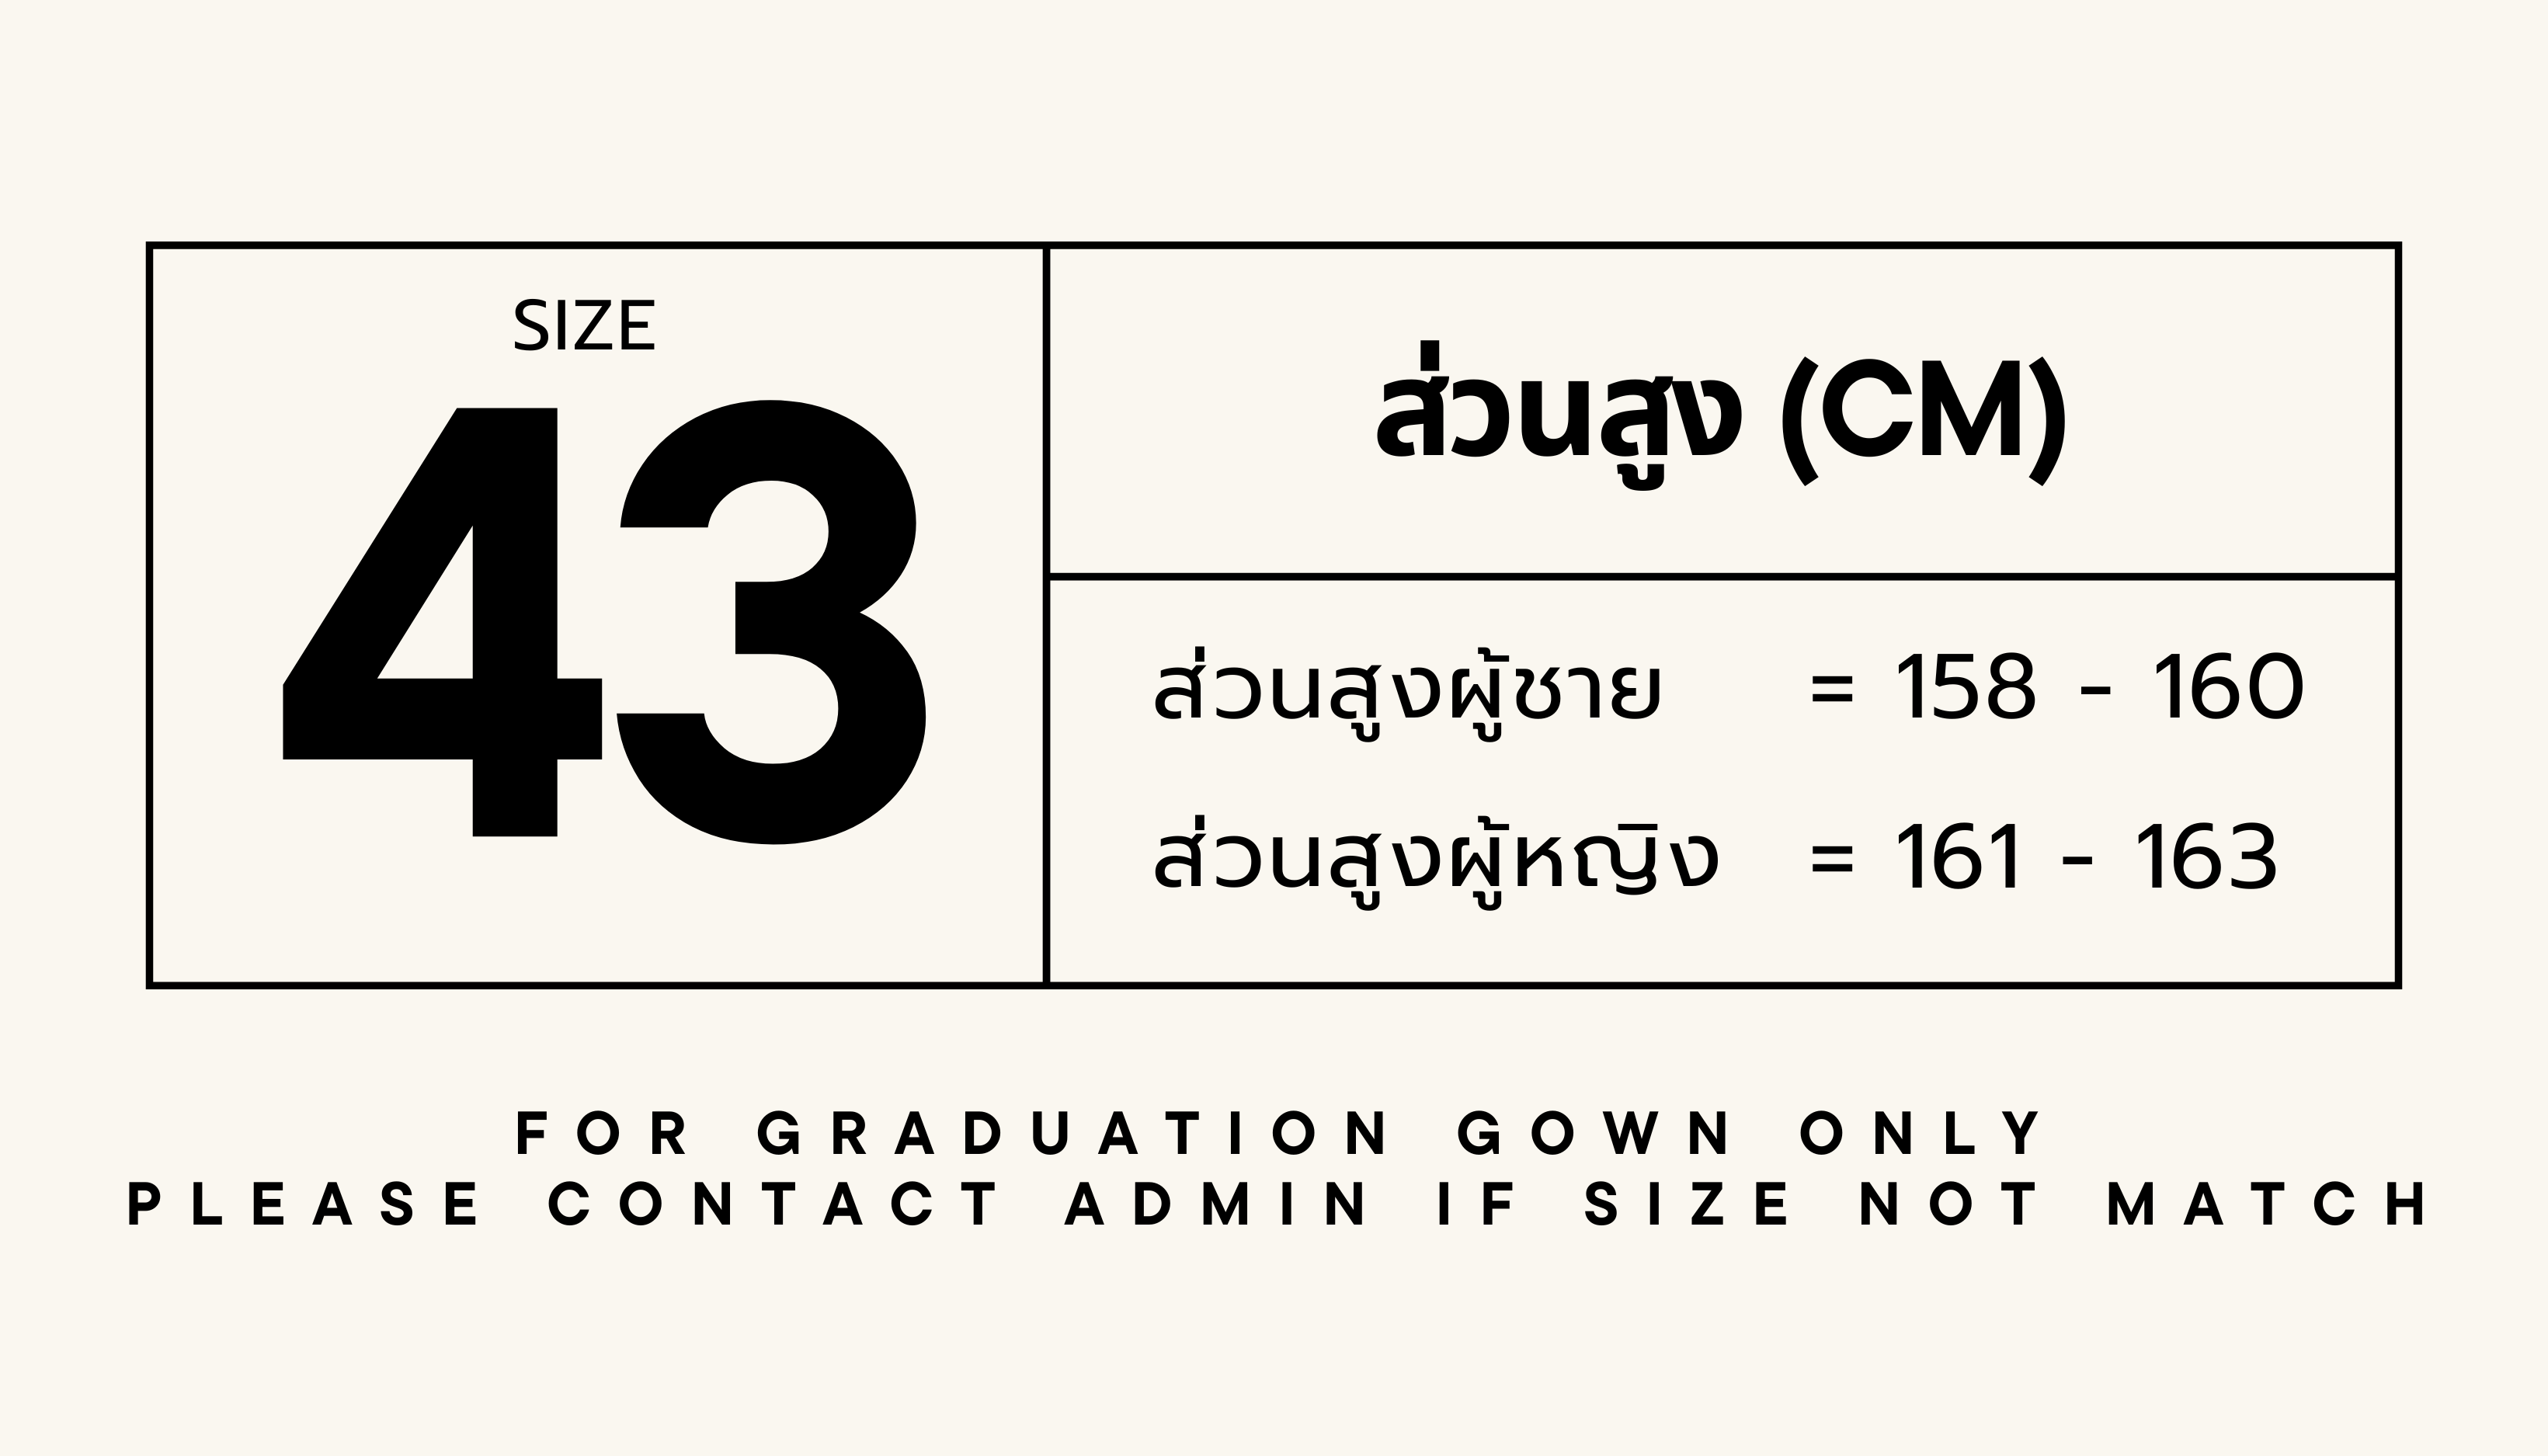 SIZE
43
ส่วนสูง (CM)
ส่วนสูงผู้ชาย = 158 - 160
ส่วนสูงผู้หญิง = 161 - 163
FOR GRADUATION GOWN ONLY
PLEASE CONTACT ADMIN IF SIZE NOT MATCH